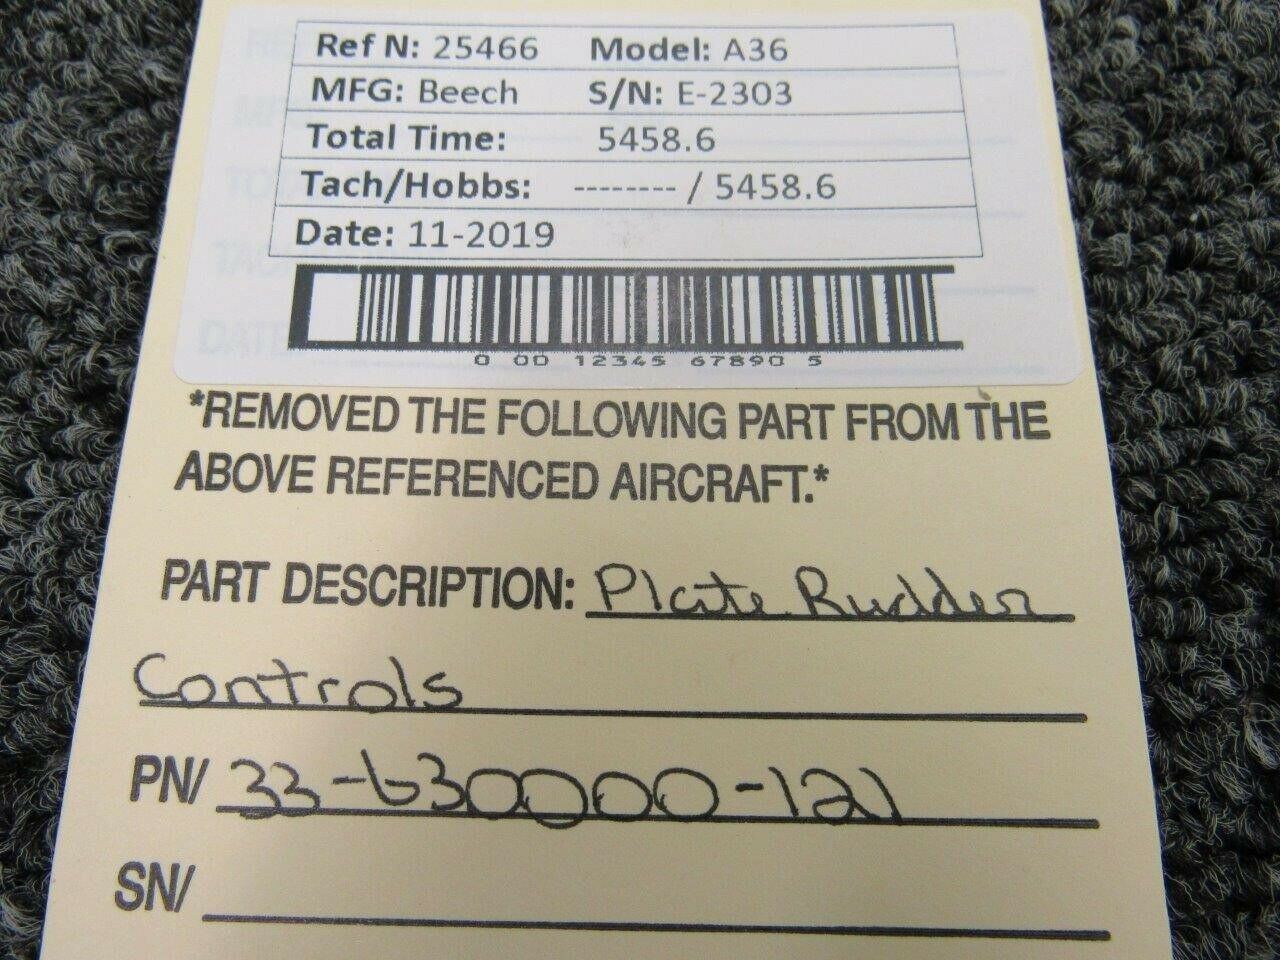 Ref N: 25466 Model: A36
MFG: Beech S/N: E-2303
Total Time: 5458.6
Tach/Hobbs: -------- / 5458.6
Date: 11-2019
0 00 12345 67890 5
*REMOVED THE FOLLOWING PART FROM THE
ABOVE REFERENCED AIRCRAFT.*
PART DESCRIPTION: Plate Rudder
Controls
PN/ 33-630000-121
SN/